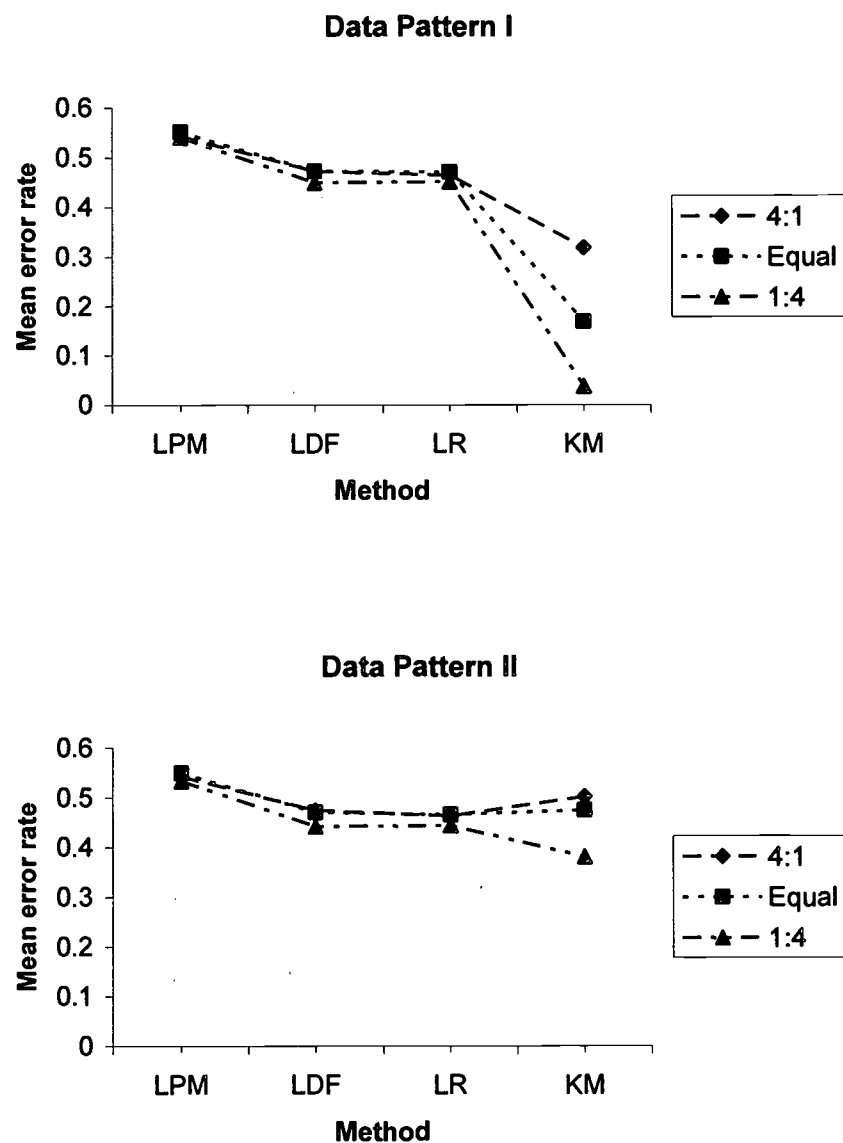 Data Pattern I
0.6
0.5
0.4
0.3
0.2
0.1
0
Mean error rate
LPM LDF LR KM
Method
4:1
Equal
1:4
Data Pattern II
0.6
0.5
0.4
0.3
0.2
0.1
0
Mean error rate
LPM LDF LR KM
Method
4:1
Equal
1:4